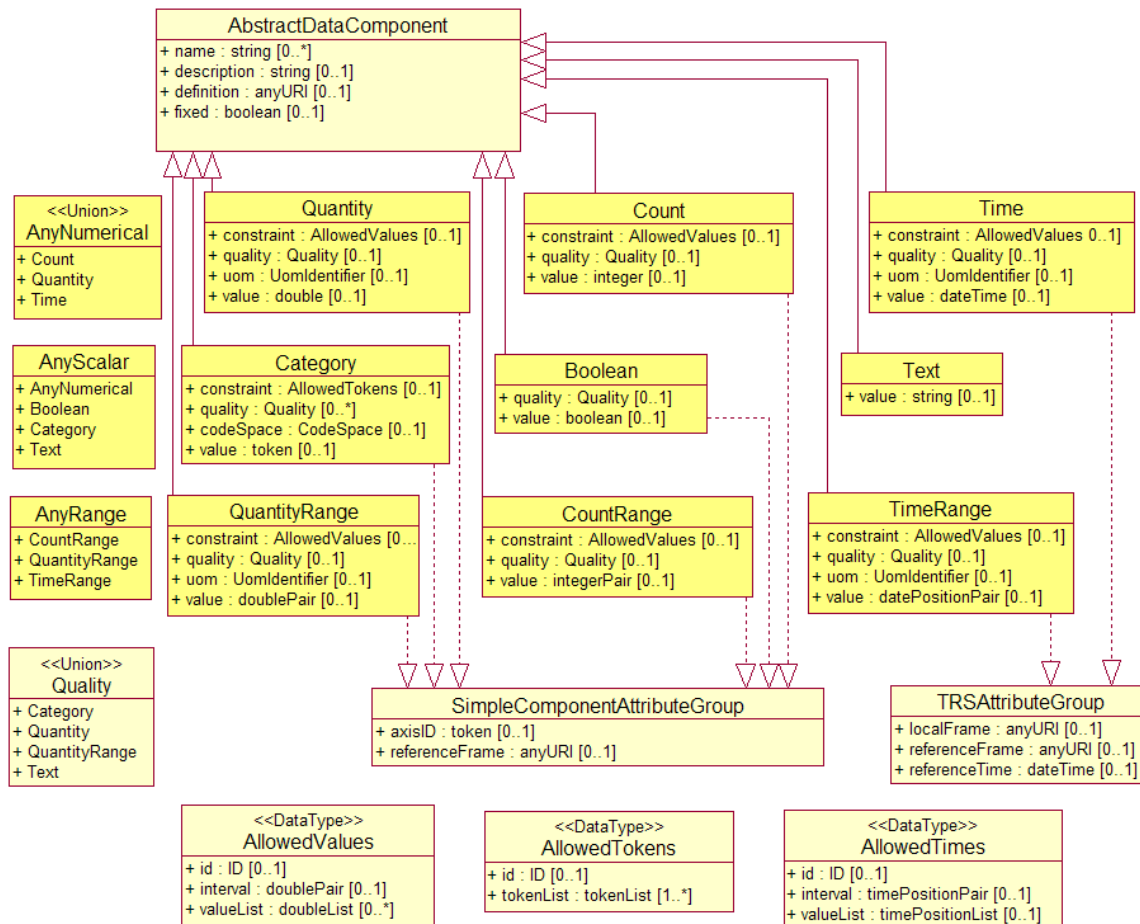 AbstractDataComponent
+ name : string [0..*]
+ description : string [0..1]
+ definition : anyURI [0..1]
+ fixed : boolean [0..1]
<<Union>>
AnyNumerical
+ Count
+ Quantity
+ Time
Quantity
+ constraint : AllowedValues [0..1]
+ quality : Quality [0..1]
+ uom : UomIdentifier [0..1]
+ value : double [0..1]
Count
+ constraint : AllowedValues [0..1]
+ quality : Quality [0..1]
+ value : integer [0..1]
Time
+ constraint : AllowedValues 0..1]
+ quality : Quality [0..1]
+ uom : UomIdentifier [0..1]
+ value : dateTime [0..1]
AnyScalar
+ AnyNumerical
+ Boolean
+ Category
+ Text
Category
+ constraint : AllowedTokens [0..1]
+ quality : Quality [0..*]
+ codeSpace : CodeSpace [0..1]
+ value : token [0..1]
Boolean
+ quality : Quality [0..1]
+ value : boolean [0..1]
Text
+ value : string [0..1]
AnyRange
+ CountRange
+ QuantityRange
+ TimeRange
QuantityRange
+ constraint : AllowedValues [0...
+ quality : Quality [0..1]
+ uom : UomIdentifier [0..1]
+ value : doublePair [0..1]
CountRange
+ constraint : AllowedValues [0..1]
+ quality : Quality [0..1]
+ value : integerPair [0..1]
TimeRange
+ constraint : AllowedValues [0..1]
+ quality : Quality [0..1]
+ uom : UomIdentifier [0..1]
+ value : datePositionPair [0..1]
<<Union>>
Quality
+ Category
+ Quantity
+ QuantityRange
+ Text
SimpleComponentAttributeGroup
+ axisID : token [0..1]
+ referenceFrame : anyURI [0..1]
TRSAttributeGroup
+ localFrame : anyURI [0..1]
+ referenceFrame : anyURI [0..1]
+ referenceTime : dateTime [0..1]
<<DataType>>
AllowedValues
+ id : ID [0..1]
+ interval : doublePair [0..1]
+ valueList : doubleList [0..*]
<<DataType>>
AllowedTokens
+ id : ID [0..1]
+ tokenList : tokenList [1..*]
<<DataType>>
AllowedTimes
+ id : ID [0..1]
+ interval : timePositionPair [0..1]
+ valueList : timePositionList [0..1]